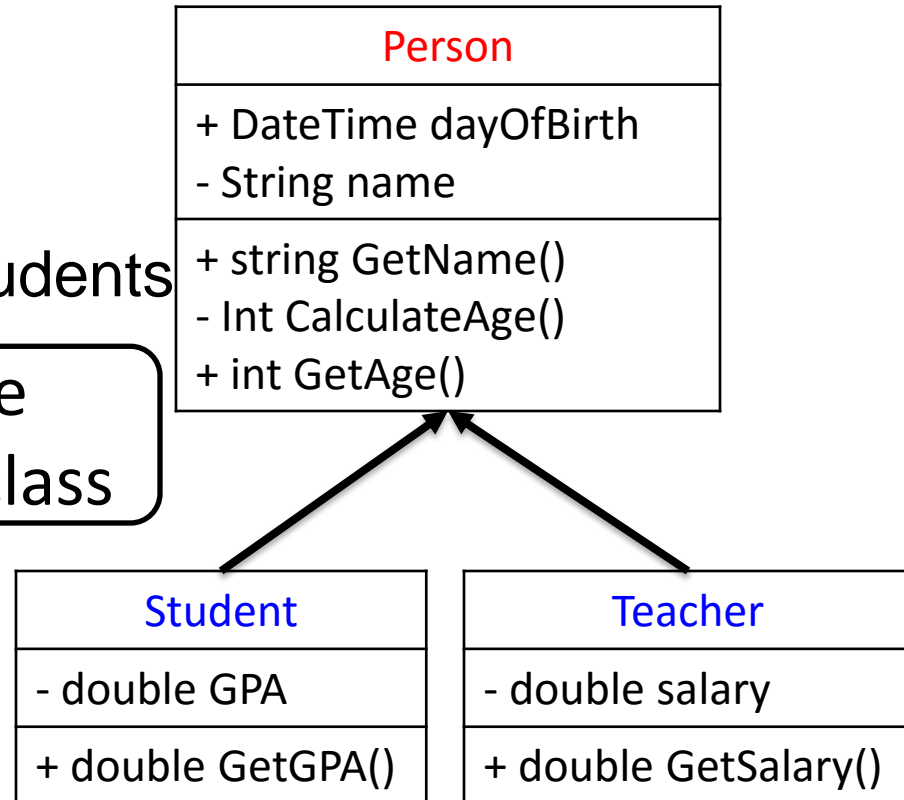 Person
+ DateTime dayOfBirth
- String name
+ string GetName()
- Int CalculateAge()
+ int GetAge()
Student
- double GPA
+ double GetGPA()
Teacher
- double salary
+ double GetSalary()